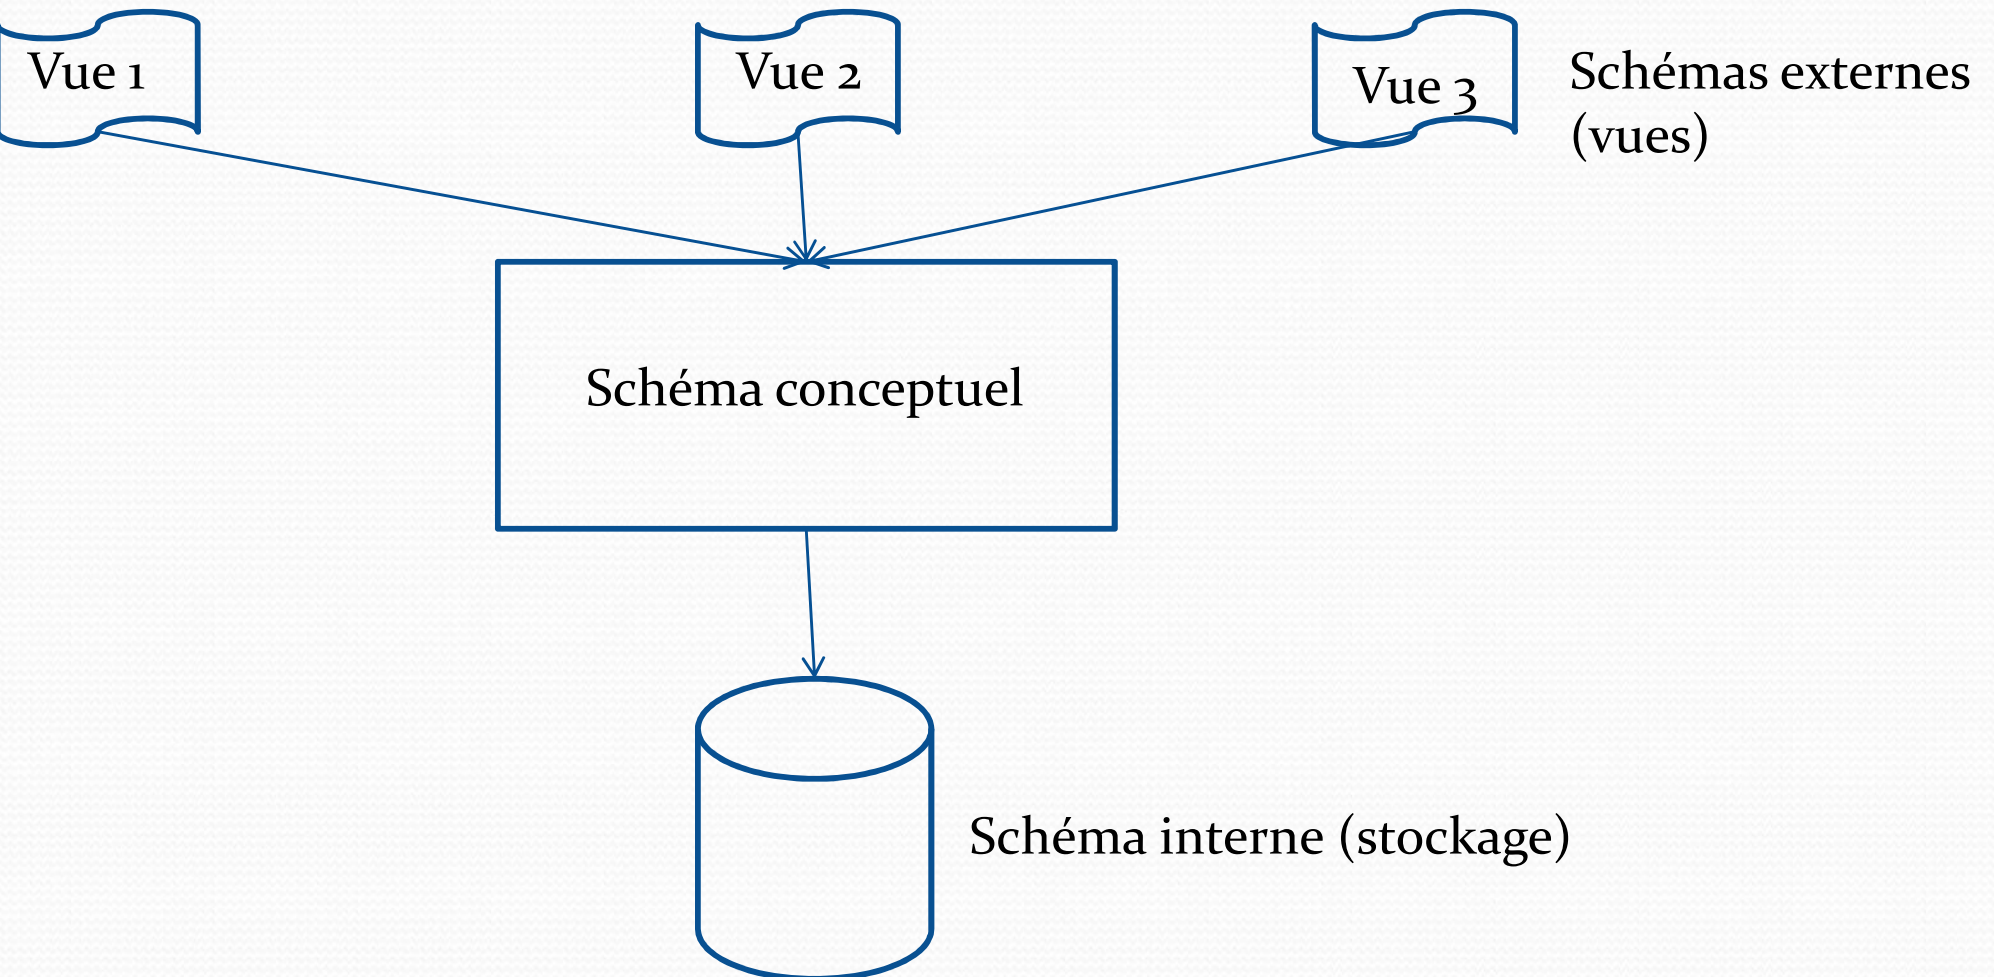 Vue 1
Vue 2
Vue 3
Schémas externes
(vues)
Schéma conceptuel
Schéma interne (stockage)